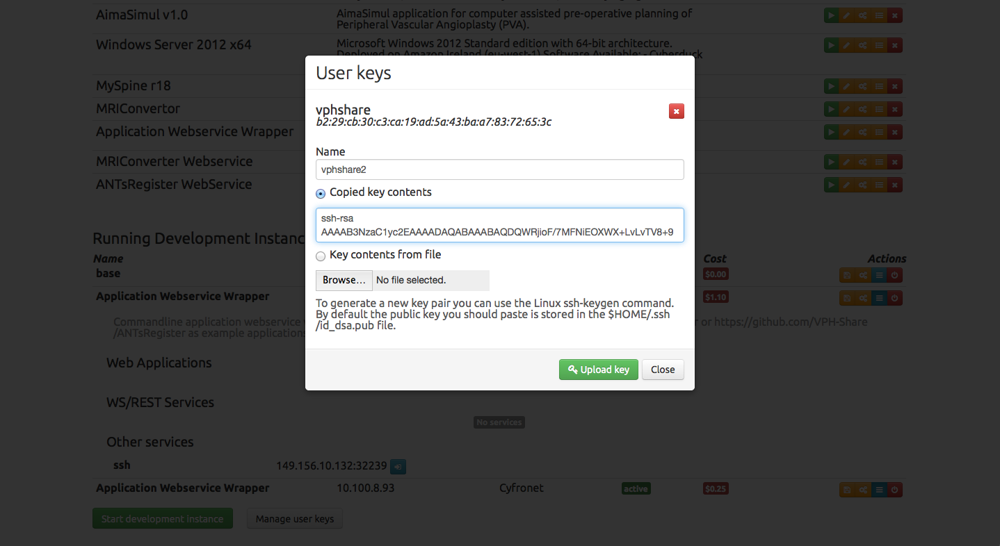 AimaSimul v1.0
AimaSimul application for computer assisted pre-operative planning of
Peripheral Vascular Angioplasty (PVA).
Windows Server 2012 x64
Microsoft Windows 2012 Standard edition with 64-bit architecture.
Deployed on Amazon Ireland (eu-west-1) Software Available: - Cyberduck
User keys
MySpine r18
MRIConvertor
vphshare
b2:29:cb:30:c3:ca:19:ad:5a:43:ba:a7:83:72:65:3c
Application Webservice Wrapper
Name
MRIConverter Webservice
vphshare2
ANTsRegister WebService
Copied key contents
ssh-rsa
AAAAB3NzaC1yc2EAAAADAQABAAABAQDQWRjioF/7MFNiEOXWX+LvLvTV8+9
Running Development Instanc
Key contents from file
Name Cost Actions
base $0.00
Browse... No file selected.
Application Webservice Wrapper $1.10
To generate a new key pair you can use the Linux ssh-keygen command.
By default the public key you should paste is stored in the $HOME/.ssh
/id_dsa.pub file.
Commandline application webservice r or https://github.com/VPH-Share
/ANTsRegister as example applications
Web Applications
Upload key Close
WS/REST Services
No services
Other services
ssh 149.156.10.132:32239
Application Webservice Wrapper 10.100.8.93 Cyfronet active $0.25
Start development instance Manage user keys